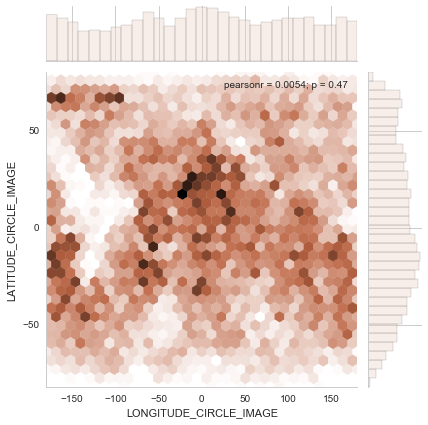 pearsonr = 0.0054; p = 0.47
50
0
−50
LATITUDE_CIRCLE_IMAGE
−150 −100 −50 0 50 100 150
LONGITUDE_CIRCLE_IMAGE